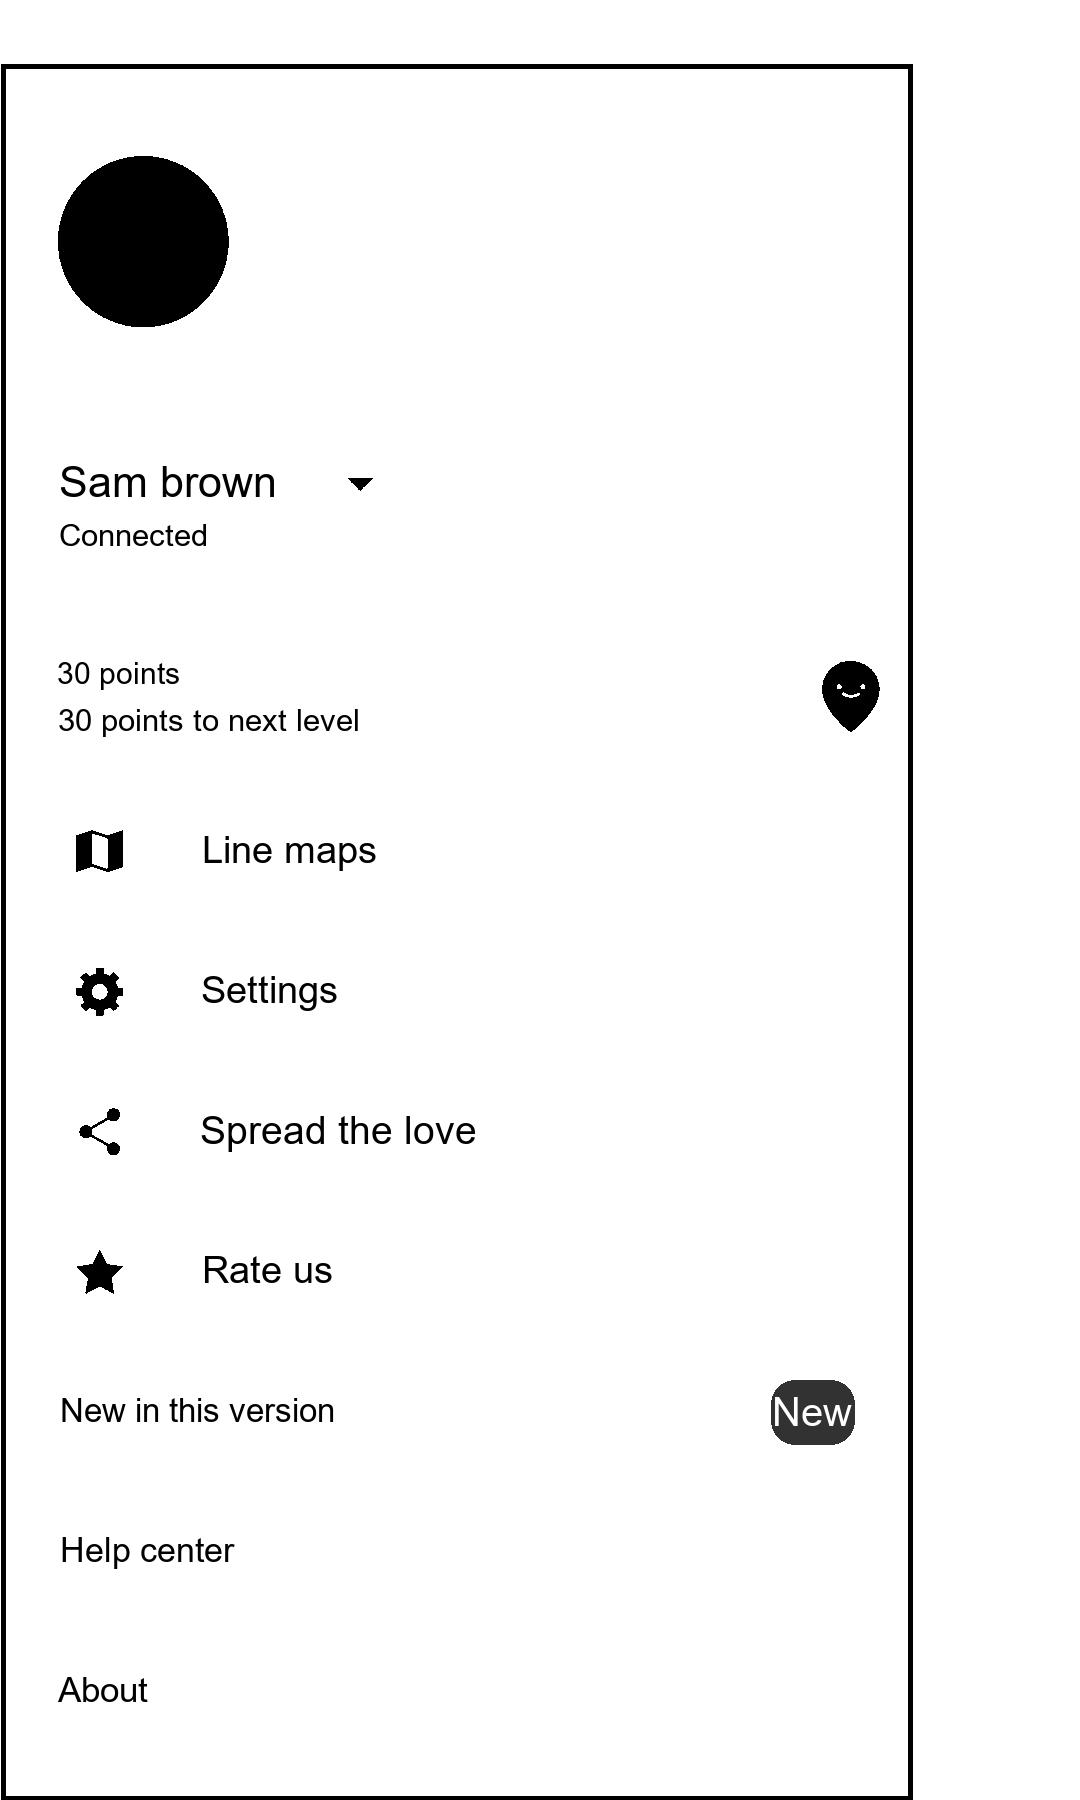 Sam brown
Connected
30 points
30 points to next level
Line maps
Settings
Spread the love
Rate us
New in this version
New
Help center
About